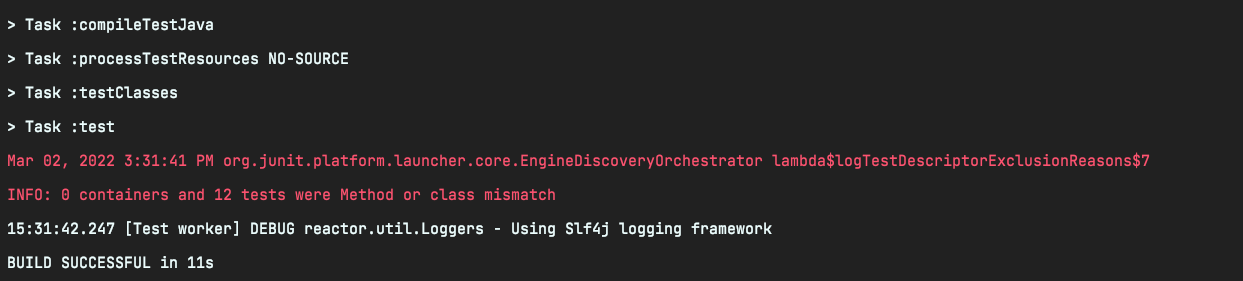 > Task :compileTestJava
> Task :processTestResources NO-SOURCE
> Task :testClasses
> Task :test
Mar 02, 2022 3:31:41 PM org.junit.platform.launcher.core.EngineDiscoveryOrchestrator lambda$logTestDescriptorExclusionReasons$7
INFO: 0 containers and 12 tests were Method or class mismatch
15:31:42.247 [Test worker] DEBUG reactor.util.Loggers - Using Slf4j logging framework
BUILD SUCCESSFUL in 11s